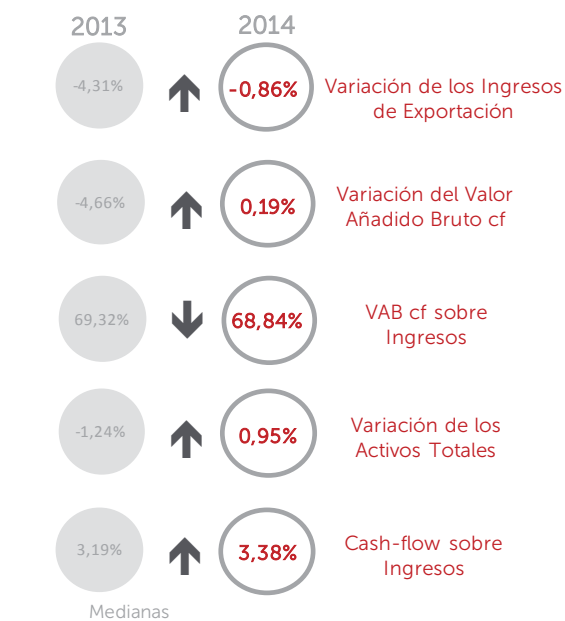 2013
2014
-4,31%
-0,86%
Variación de los Ingresos
de Exportación
-4,66%
0,19%
Variación del Valor
Añadido Bruto cf
69,32%
68,84%
VAB cf sobre
Ingresos
-1,24%
0,95%
Variación de los
Activos Totales
3,19%
3,38%
Cash-flow sobre
Ingresos
Medianas